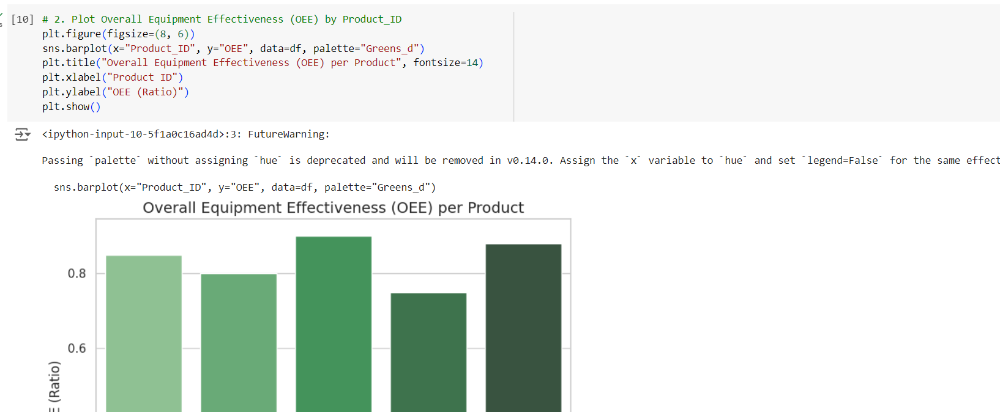 [10] # 2. Plot Overall Equipment Effectiveness (OEE) by Product_ID
plt.figure(figsize=(8, 6))
sns.barplot(x="Product_ID", y="OEE", data=df, palette="Greens_d")
plt.title("Overall Equipment Effectiveness (OEE) per Product", fontsize=14)
plt.xlabel("Product ID")
plt.ylabel("OEE (Ratio)")
plt.show()
<ipython-input-10-5f1a0c16ad4d>:3: FutureWarning:
Passing `palette` without assigning `hue` is deprecated and will be removed in v0.14.0. Assign the `x` variable to `hue` and set `legend=False` for the same effect
sns.barplot(x="Product_ID", y="OEE", data=df, palette="Greens_d")
Overall Equipment Effectiveness (OEE) per Product
0.8
0.6
E (Ratio)